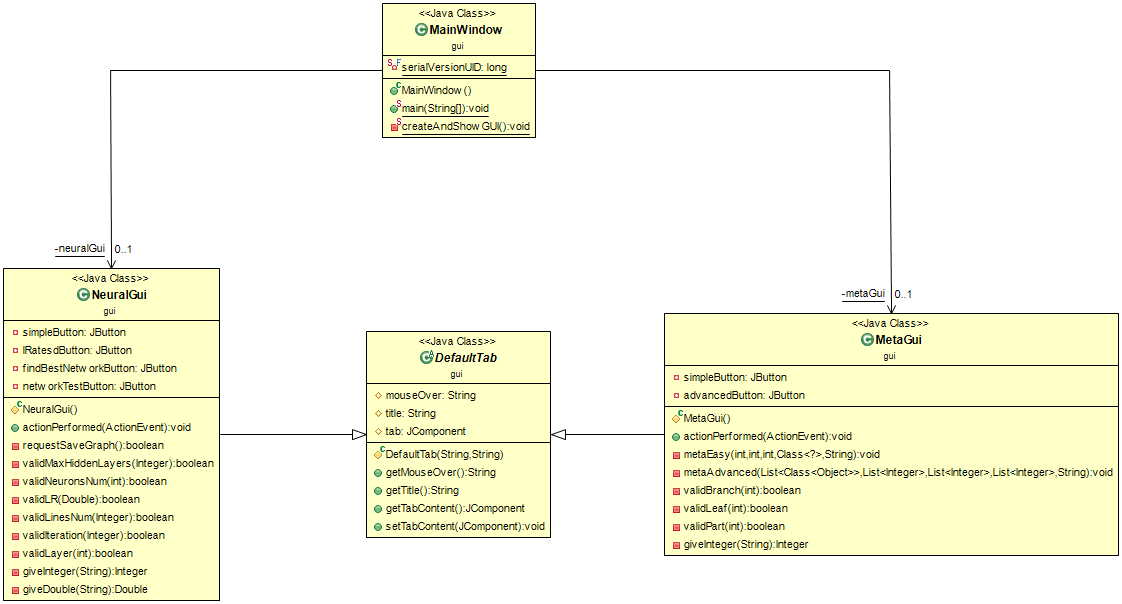 <<Java Class>>
MainWindow
gui
serialVersionUID: long
MainWindow()
main(String[]):void
createAndShowGUI():void
-neuralGui 0..1
-metaGui 0..1
<<Java Class>>
NeuralGui
gui
simpleButton: JButton
lRatesdButton: JButton
findBestNetworkButton: JButton
networkTestButton: JButton
NeuralGui()
actionPerformed(ActionEvent):void
requestSaveGraph():boolean
validMaxHiddenLayers(Integer):boolean
validNeuronsNum(int):boolean
validLR(Double):boolean
validLinesNum(Integer):boolean
validIteration(Integer):boolean
validLayer(int):boolean
giveInteger(String):Integer
giveDouble(String):Double
<<Java Class>>
DefaultTab
gui
mouseOver: String
title: String
tab: JComponent
DefaultTab(String,String)
getMouseOver():String
getTitle():String
getTabContent():JComponent
setTabContent(JComponent):void
<<Java Class>>
MetaGui
gui
simpleButton: JButton
advancedButton: JButton
MetaGui()
actionPerformed(ActionEvent):void
metaEasy(int,int,int,Class<?>,String):void
metaAdvanced(List<Class<Object>>,List<Integer>,List<Integer>,List<Integer>,String):void
validBranch(int):boolean
validLeaf(int):boolean
validPart(int):boolean
giveInteger(String):Integer